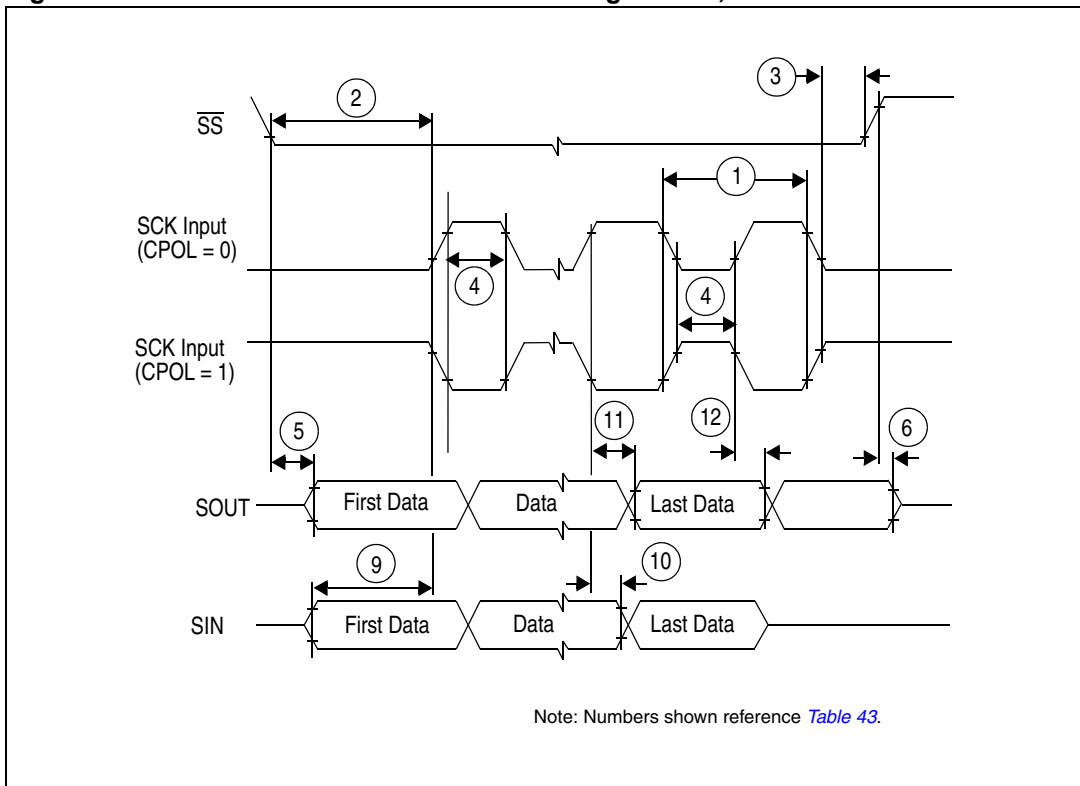 3
2
SS
1
SCK Input
(CPOL = 0)
4
4
SCK Input
(CPOL = 1)
11
12
5
6
SOUT
First Data
Data
Last Data
9
10
SIN
First Data
Data
Last Data
Note: Numbers shown reference Table 43.